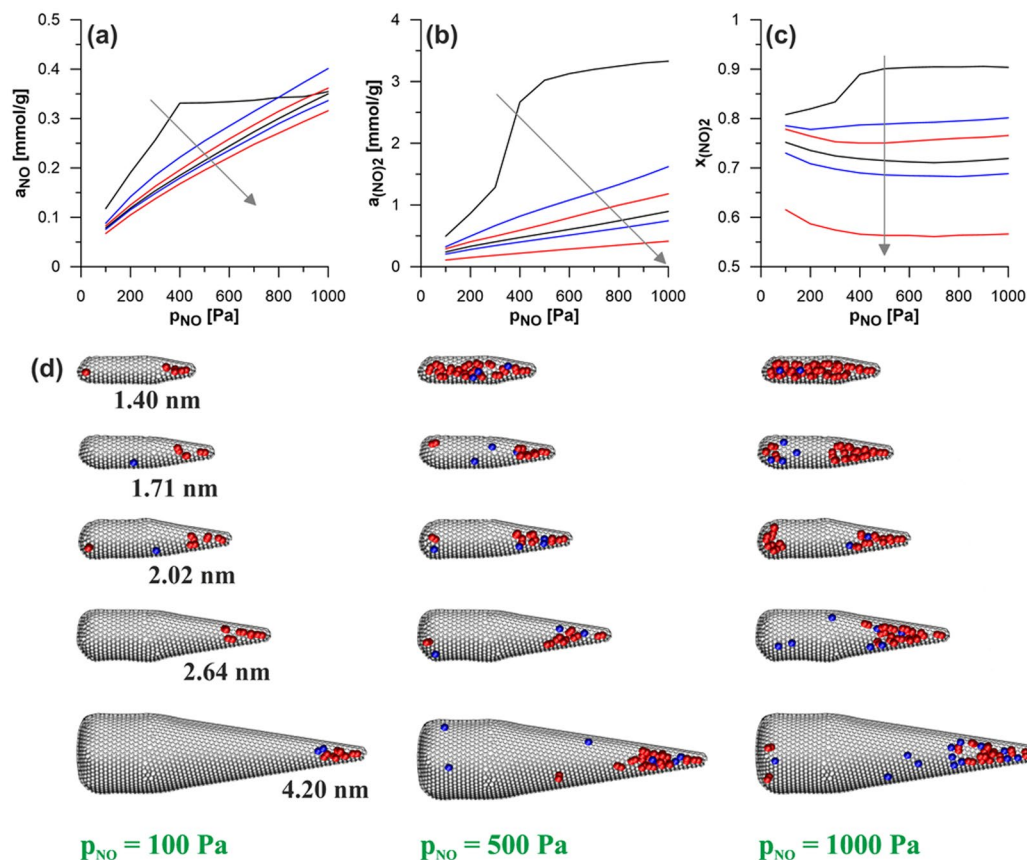 (a)
0.5
0.4
0.3
0.2
0.1
0
a_NO [mmol/g]
0 200 400 600 800 1000
p_NO [Pa]
(b)
4
3
2
1
0
a_(NO)2 [mmol/g]
0 200 400 600 800 1000
p_NO [Pa]
(c)
1
0.9
0.8
0.7
0.6
0.5
x_(NO)2
0 200 400 600 800 1000
p_NO [Pa]
(d)
1.40 nm
1.71 nm
2.02 nm
2.64 nm
4.20 nm
p_NO = 100 Pa
p_NO = 500 Pa
p_NO = 1000 Pa